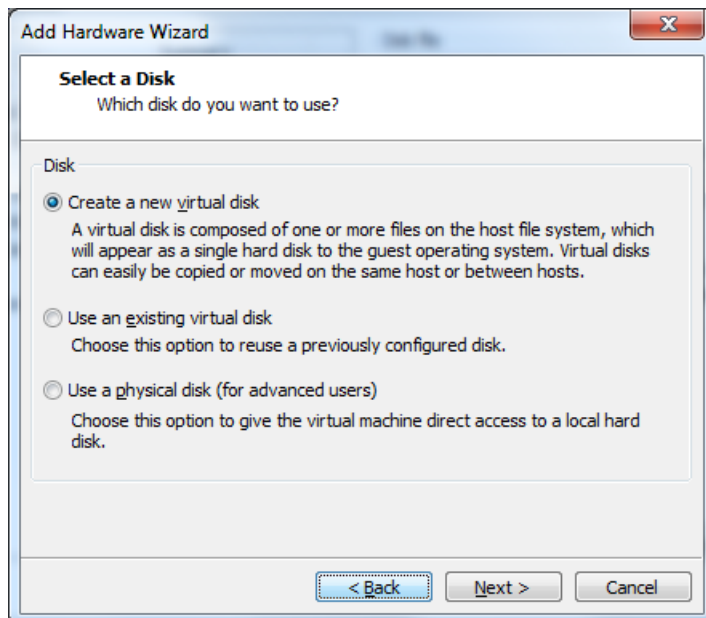 Add Hardware Wizard
Select a Disk
Which disk do you want to use?
Disk
Create a new virtual disk
A virtual disk is composed of one or more files on the host file system, which
will appear as a single hard disk to the guest operating system. Virtual disks
can easily be copied or moved on the same host or between hosts.
Use an existing virtual disk
Choose this option to reuse a previously configured disk.
Use a physical disk (for advanced users)
Choose this option to give the virtual machine direct access to a local hard
disk.
< Back Next > Cancel